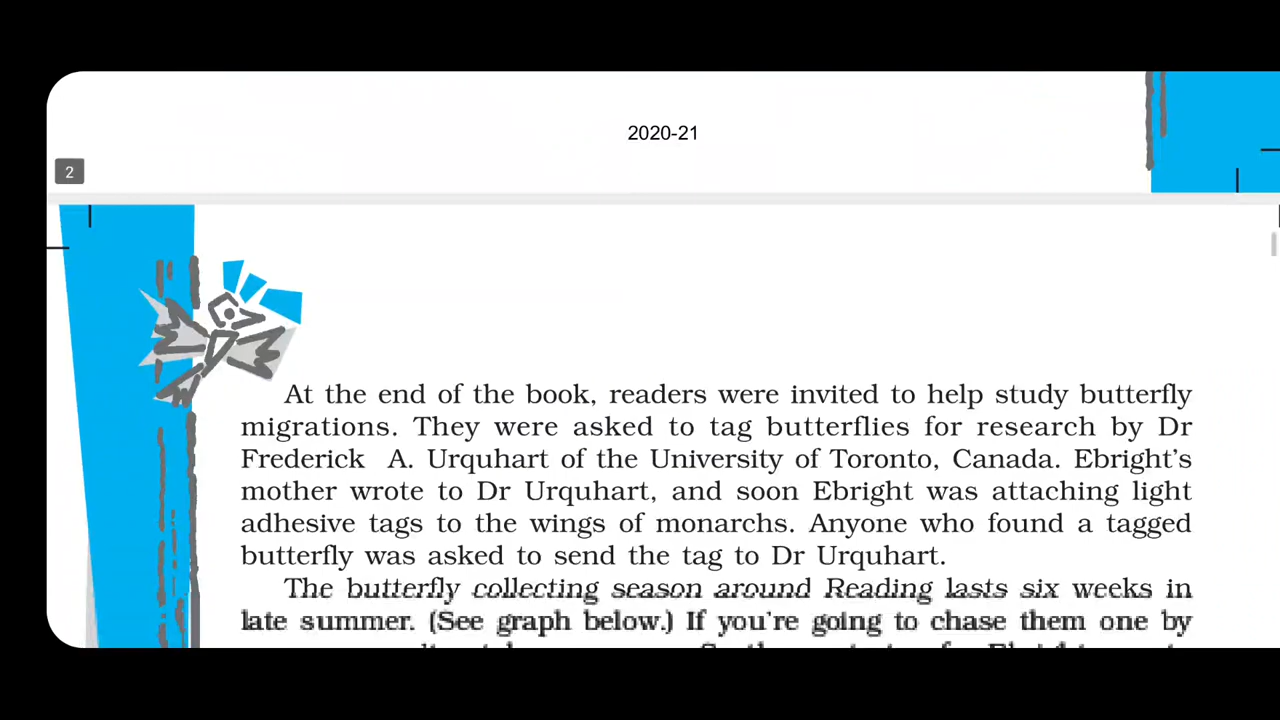 2020-21
2
At the end of the book, readers were invited to help study butterfly
migrations. They were asked to tag butterflies for research by Dr
Frederick A. Urquhart of the University of Toronto, Canada. Ebright's
mother wrote to Dr Urquhart, and soon Ebright was attaching light
adhesive tags to the wings of monarchs. Anyone who found a tagged
butterfly was asked to send the tag to Dr Urquhart.
The butterfly collecting season around Reading lasts six weeks in
late summer. (See graph below.) If you're going to chase them one by